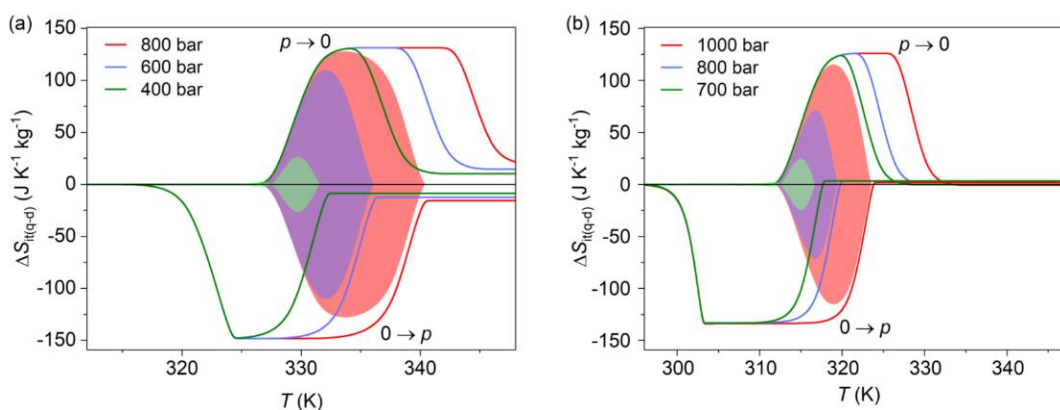 (a)
150
100
50
0
-50
-100
-150
ΔS_it(q-d) (J K⁻¹ kg⁻¹)
800 bar
600 bar
400 bar
p → 0
0 → p
320
330
340
T (K)
(b)
150
100
50
0
-50
-100
-150
ΔS_it(q-d) (J K⁻¹ kg⁻¹)
1000 bar
800 bar
700 bar
p → 0
0 → p
300
310
320
330
340
T (K)